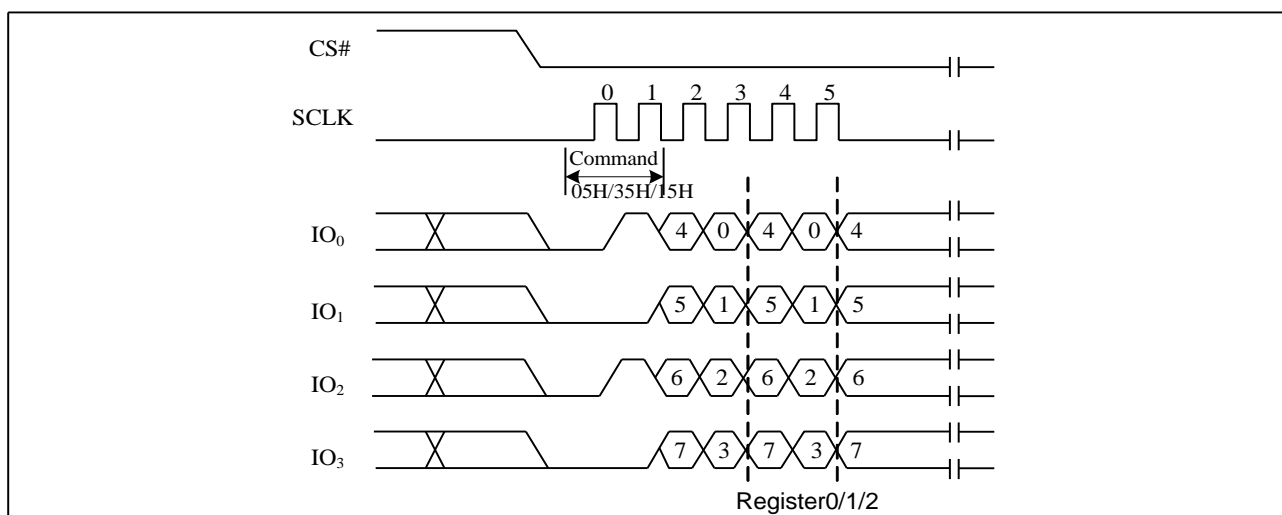 CS#
0 1 2 3 4 5
SCLK
Command
05H/35H/15H
IO0 4 0 4 0 4
IO1 5 1 5 1 5
IO2 6 2 6 2 6
IO3 7 3 7 3 7
Register0/1/2